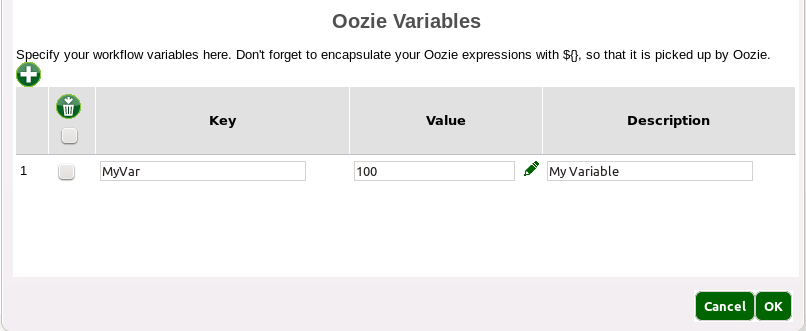 Oozie Variables
Specify your workflow variables here. Don't forget to encapsulate your Oozie expressions with ${}, so that it is picked up by Oozie.
Key Value Description
1 MyVar 100 My Variable
Cancel OK